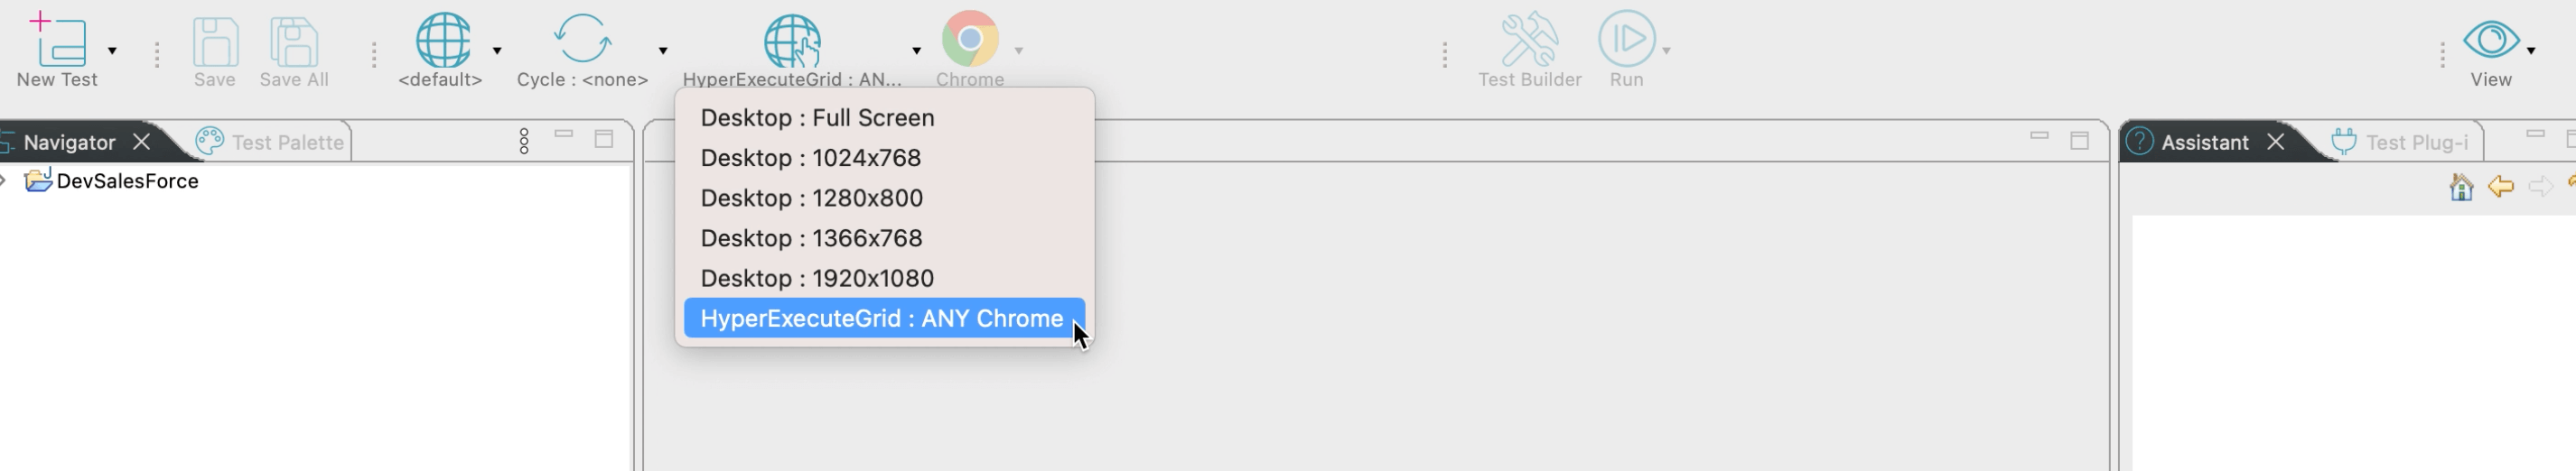 New Test
Save
Save All
<default>
Cycle : <none>
HyperExecuteGrid : AN...
Chrome
Test Builder
Run
View
Desktop : Full Screen
Desktop : 1024x768
Desktop : 1280x800
Desktop : 1366x768
Desktop : 1920x1080
HyperExecuteGrid : ANY Chrome
Navigator
Test Palette
DevSalesForce
Assistant
Test Plug-i